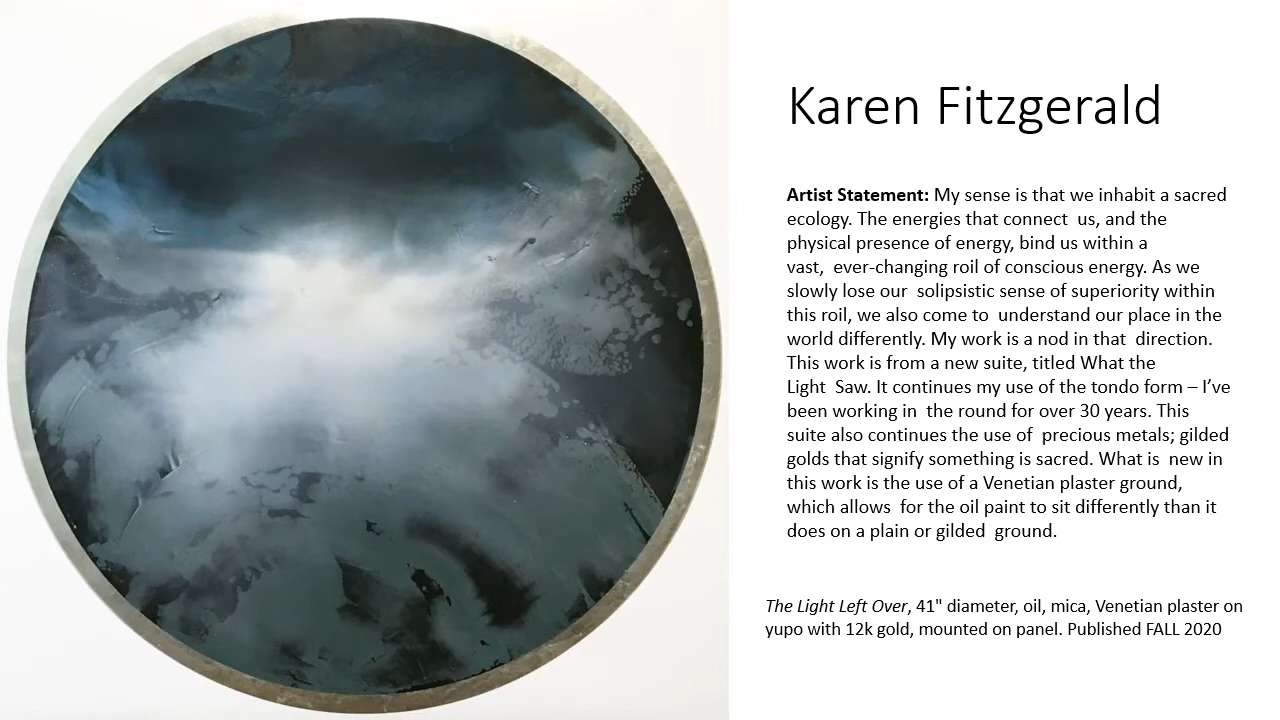 Karen Fitzgerald
Artist Statement: My sense is that we inhabit a sacred
ecology. The energies that connect  us, and the
physical presence of energy, bind us within a
vast,  ever-changing roil of conscious energy. As we
slowly lose our  solipsistic sense of superiority within
this roil, we also come to  understand our place in the
world differently. My work is a nod in that  direction.
This work is from a new suite, titled What the
Light  Saw. It continues my use of the tondo form – I’ve
been working in  the round for over 30 years. This
suite also continues the use of  precious metals; gilded
golds that signify something is sacred. What is  new in
this work is the use of a Venetian plaster ground,
which allows  for the oil paint to sit differently than it
does on a plain or gilded  ground.
The Light Left Over, 41" diameter, oil, mica, Venetian plaster on
yupo with 12k gold, mounted on panel. Published FALL 2020